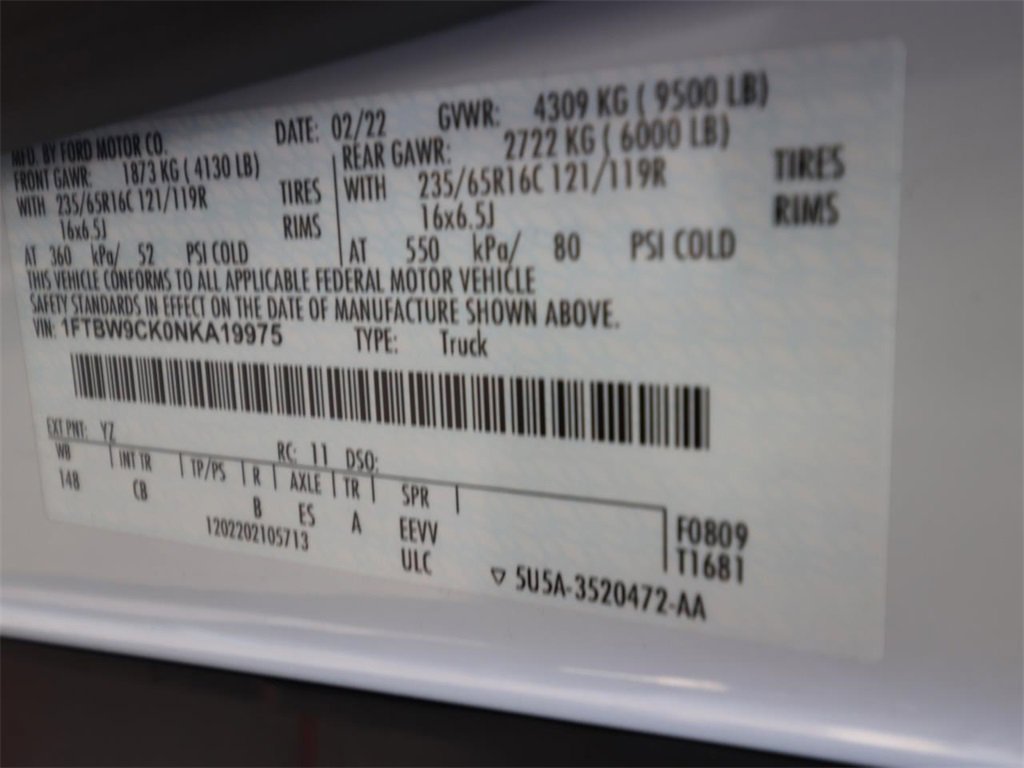 MFD. BY FORD MOTOR CO. DATE: 02/22 GVWR: 4309 KG ( 9500 LB)
FRONT GAWR: 1873 KG ( 4130 LB) REAR GAWR: 2722 KG ( 6000 LB)
WITH 235/65R16C 121/119R TIRES WITH 235/65R16C 121/119R TIRES
16x6.5J RIMS 16x6.5J RIMS
AT 360 kPa/ 52 PSI COLD AT 550 kPa/ 80 PSI COLD
THIS VEHICLE CONFORMS TO ALL APPLICABLE FEDERAL MOTOR VEHICLE
SAFETY STANDARDS IN EFFECT ON THE DATE OF MANUFACTURE SHOWN ABOVE.
VIN: 1FTBW9CK0NKA19975 TYPE: Truck
EXT PNT: YZ RC: 11 DSO:
WB INT TR TP/PS R AXLE TR SPR
148 CB B ES A EEVV F0809
1202202105713 ULC T1681
▽ 5U5A-3520472-AA